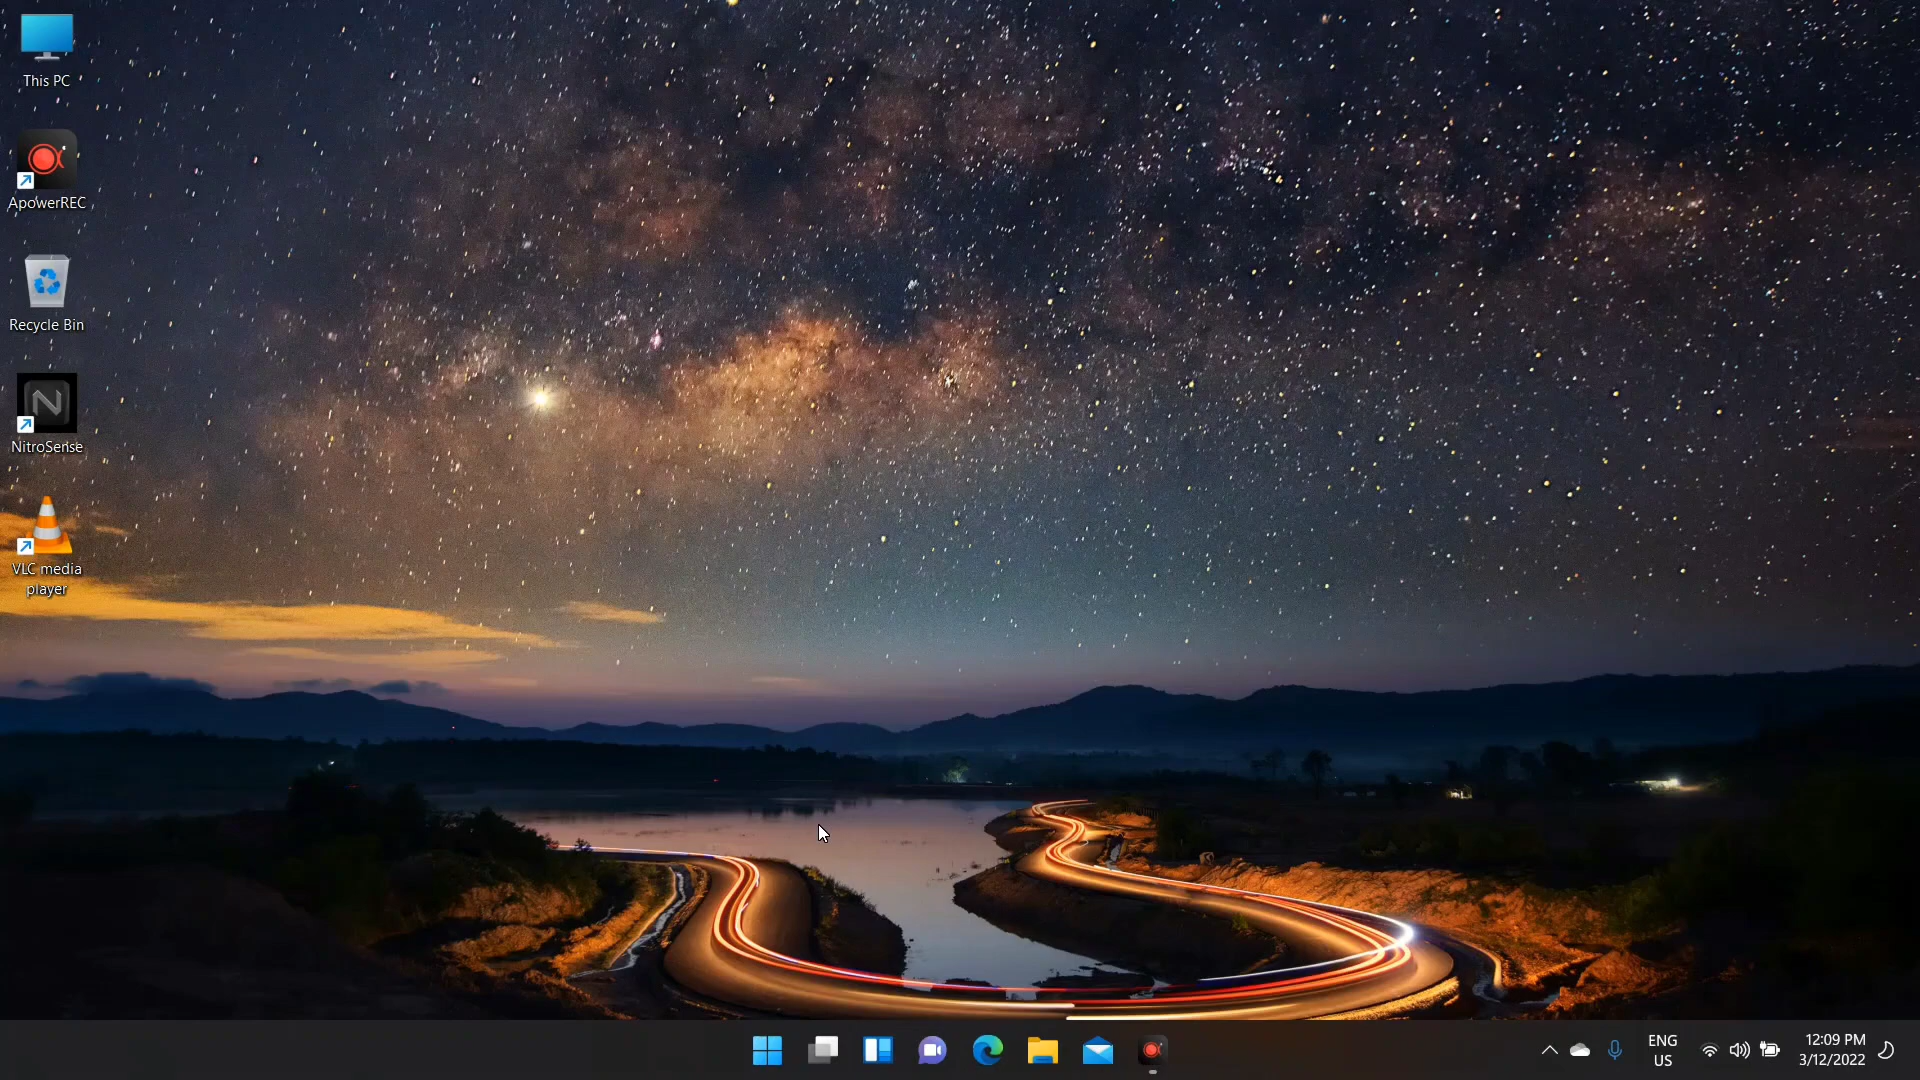 This PC
ApowerREC
Recycle Bin
NitroSense
VLC media
player
ENG
US
12:09 PM
3/12/2022